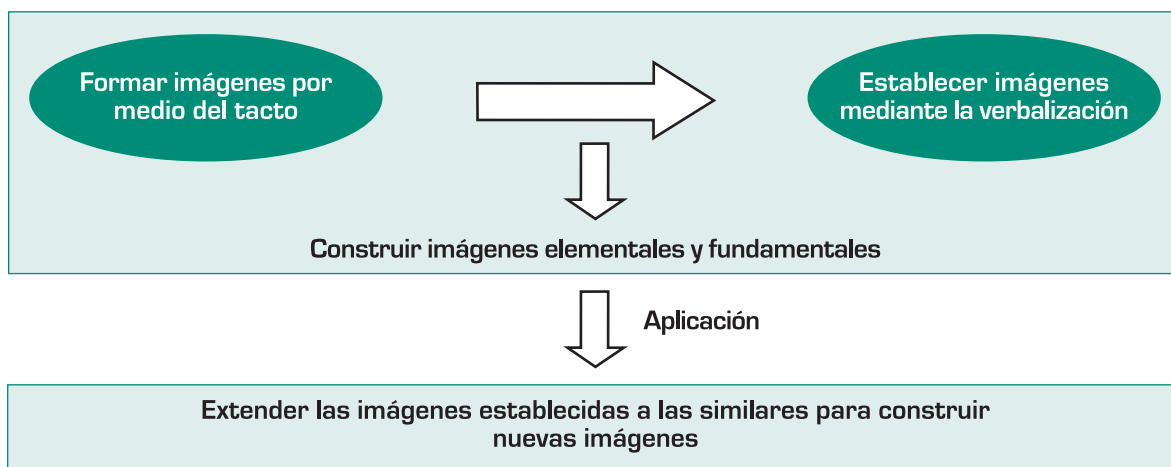 Formar imágenes por
medio del tacto
Establecer imágenes
mediante la verbalización
Construir imágenes elementales y fundamentales
Aplicación
Extender las imágenes establecidas a las similares para construir
nuevas imágenes